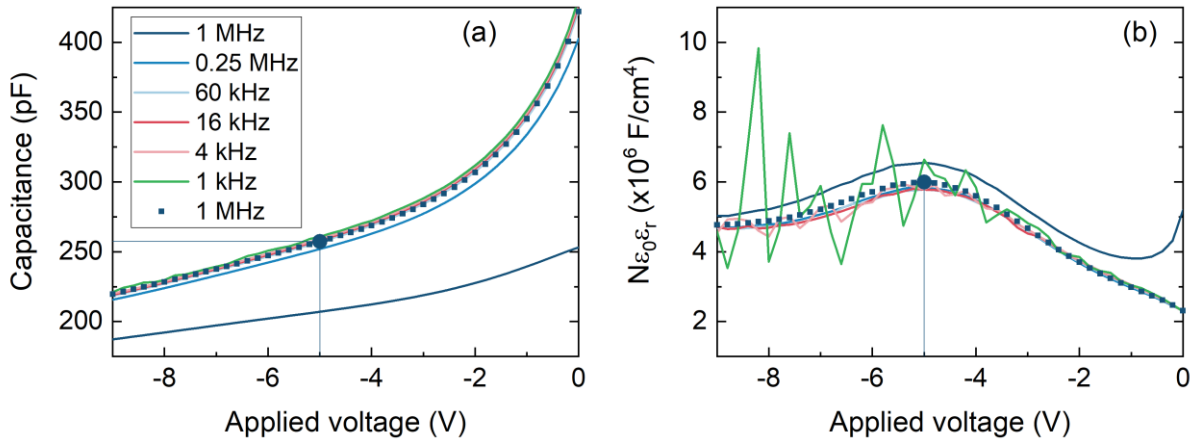 (a)
1 MHz
0.25 MHz
60 kHz
16 kHz
4 kHz
1 kHz
1 MHz
Capacitance (pF)
400
350
300
250
200
-8
-6
-4
-2
0
Applied voltage (V)
(b)
Nε₀εᵣ (x10⁶ F/cm⁴)
10
8
6
4
2
-8
-6
-4
-2
0
Applied voltage (V)